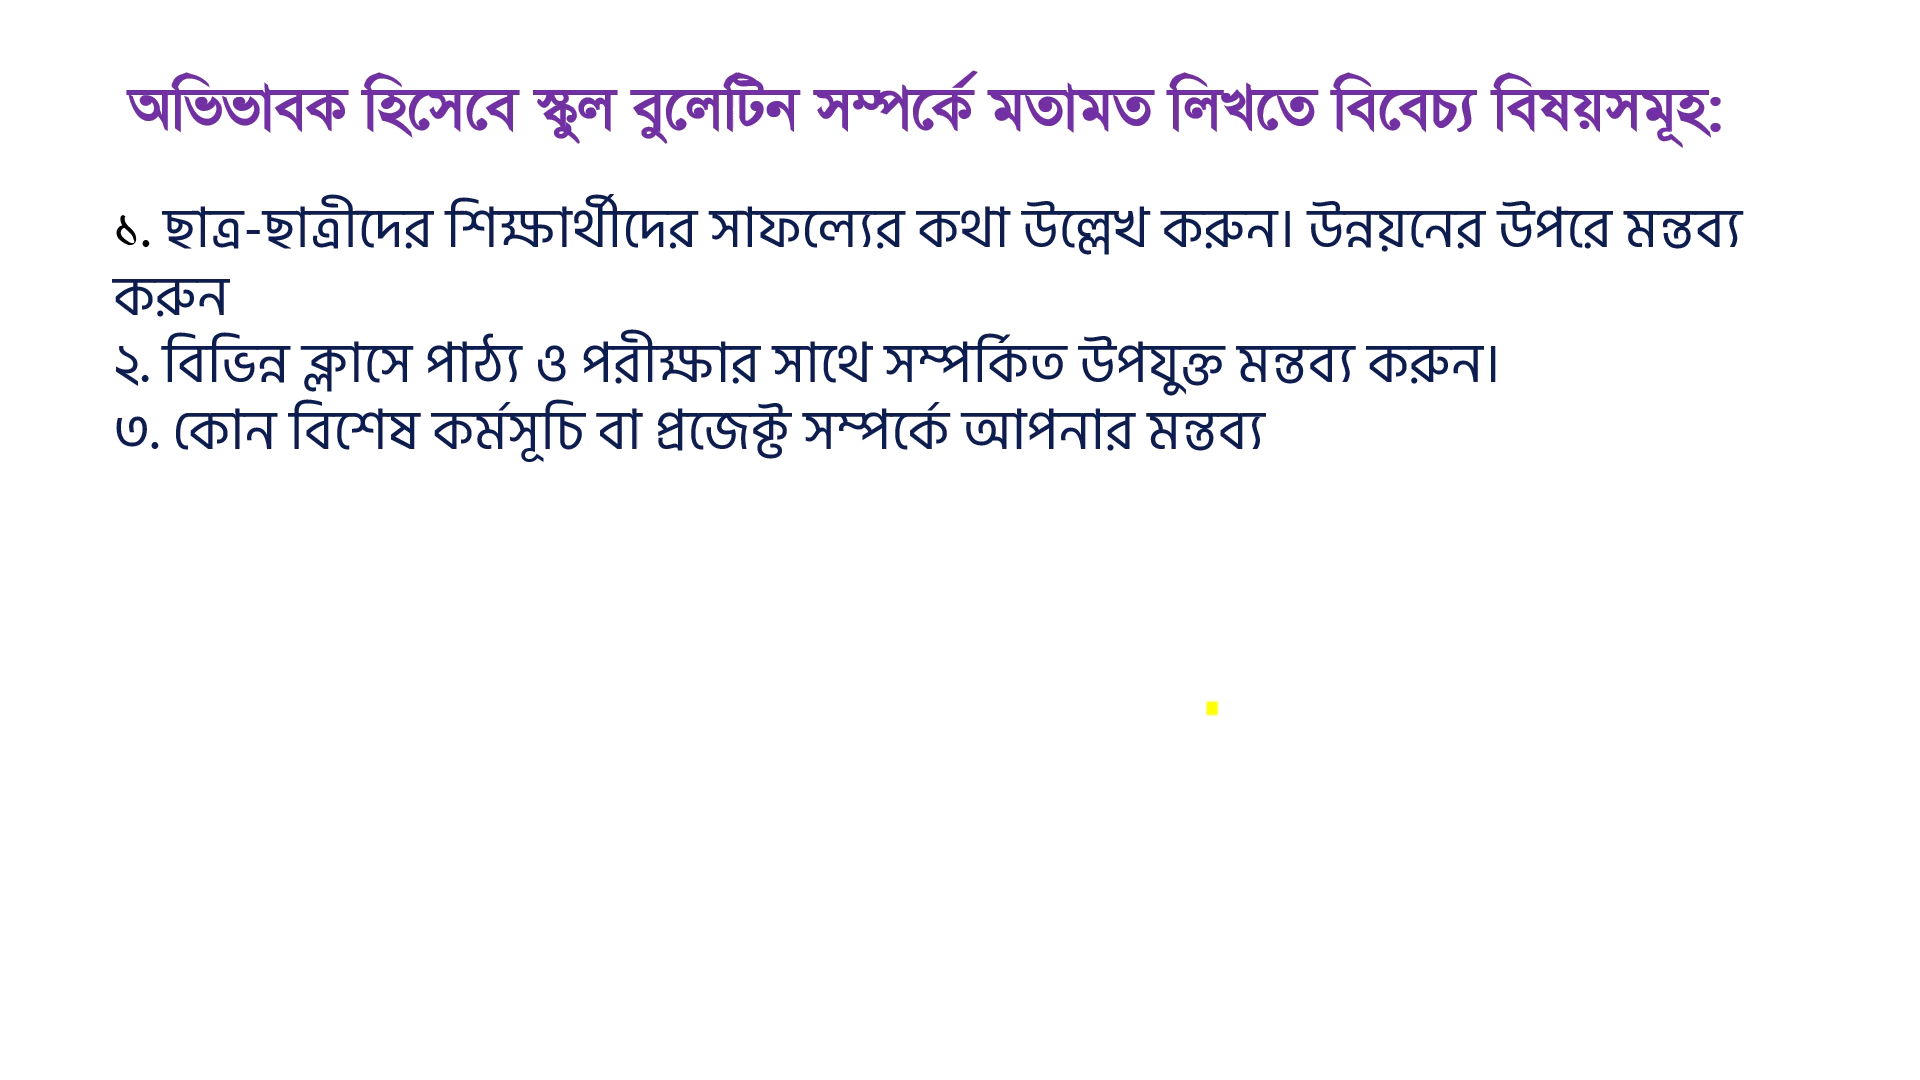 অভিভাবক হিসেবে স্কুল বুলেটিন সম্পর্কে মতামত লিখতে বিবেচ্য বিষয়সমূহ:
১. ছাত্র-ছাত্রীদের শিক্ষার্থীদের সাফল্যের কথা উল্লেখ করুন। উন্নয়নের উপরে মন্তব্য
করুন
২. বিভিন্ন ক্লাসে পাঠ্য ও পরীক্ষার সাথে সম্পর্কিত উপযুক্ত মন্তব্য করুন।
৩. কোন বিশেষ কর্মসূচি বা প্রজেক্ট সম্পর্কে আপনার মন্তব্য